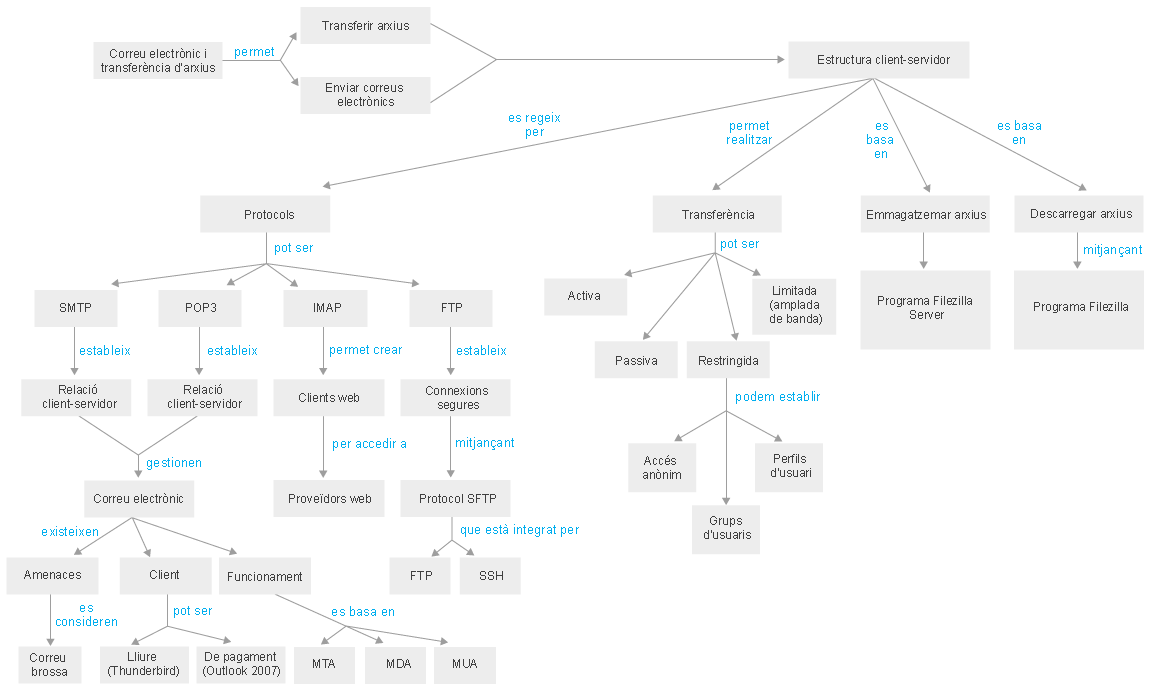 Transferir arxius
Correu electrònic i
transferència d'arxius
permet
Enviar correus
electrònics
Estructura client-servidor
es regeix
per
permet
realitzar
es
basa
en
es basa
en
Protocols
Transferència
Emmagatzemar arxius
Descarregar arxius
pot ser
pot ser
mitjançant
SMTP
POP3
IMAP
FTP
Activa
Limitada
(amplada
de banda)
Programa Filezilla
Server
Programa Filezilla
estableix
estableix
permet crear
estableix
Passiva
Restringida
Relació
client-servidor
Relació
client-servidor
Clients web
Connexions
segures
podem establir
gestionen
per accedir a
mitjançant
Accés
anònim
Perfils
d'usuari
Correu electrònic
Proveïdors web
Protocol SFTP
Grups
d'usuaris
existeixen
que està integrat per
Amenaces
Client
Funcionament
FTP
SSH
es
consideren
pot ser
es basa en
Correu
brossa
Lliure
(Thunderbird)
De pagament
(Outlook 2007)
MTA
MDA
MUA